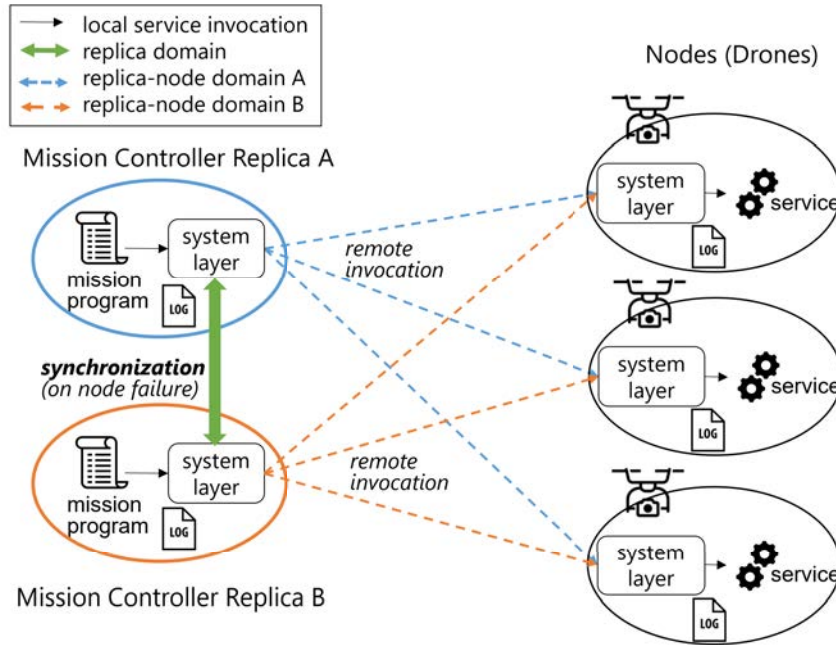 local service invocation
replica domain
replica-node domain A
replica-node domain B
Nodes (Drones)
Mission Controller Replica A
mission
program
system
layer
LOG
remote
invocation
synchronization
(on node failure)
mission
program
system
layer
LOG
remote
invocation
Mission Controller Replica B
system
layer
service
LOG
system
layer
service
LOG
system
layer
service
LOG